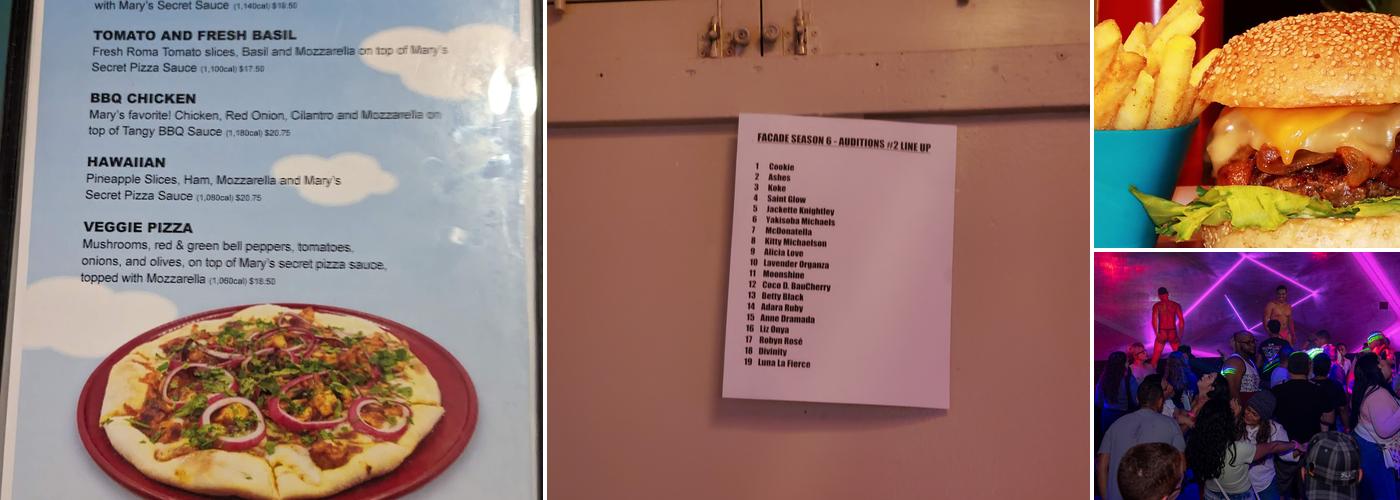 with Mary's Secret Sauce (1,140cal) $18.50
TOMATO AND FRESH BASIL
Fresh Roma Tomato slices, Basil and Mozzarella on top of Mary's
Secret Pizza Sauce (1,100cal) $17.50
BBQ CHICKEN
Mary's favorite! Chicken, Red Onion, Cilantro and Mozzarella on
top of Tangy BBQ Sauce (1,180cal) $20.75
HAWAIIAN
Pineapple Slices, Ham, Mozzarella and Mary's
Secret Pizza Sauce (1,080cal) $20.75
VEGGIE PIZZA
Mushrooms, red & green bell peppers, tomatoes,
onions, and olives, on top of Mary's secret pizza sauce,
topped with Mozzarella (1,060cal) $18.50
FACADE SEASON 6 - AUDITIONS #2 LINE UP
1 Cookie
2 Ashes
3 Koke
4 Saint Glow
5 Jackette Knightley
6 Yakisoba Michaels
7 McDonatella
8 Kitty Michaelson
9 Alicia Love
10 Lavender Organza
11 Moonshine
12 Coco D. BauCherry
13 Betty Black
14 Adara Ruby
15 Anne Dramada
16 Liz Onya
17 Robyn Rosé
18 Divinity
19 Luna La Fierce